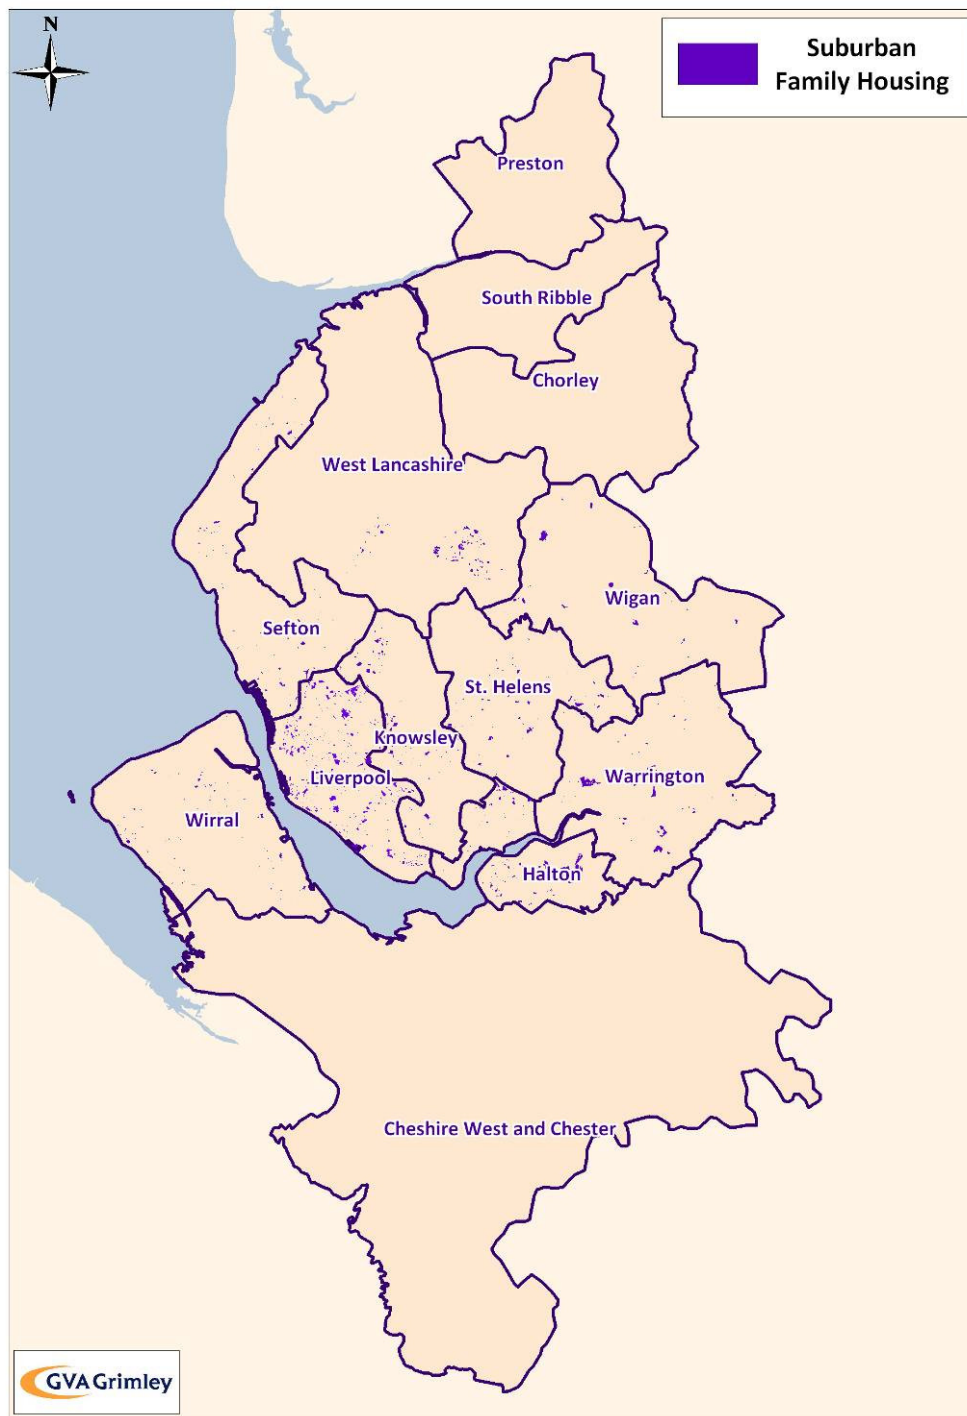 N
Suburban
Family Housing
Preston
South Ribble
Chorley
West Lancashire
Wigan
Sefton
St. Helens
Knowsley
Liverpool
Warrington
Wirral
Halton
Cheshire West and Chester
GVA Grimley